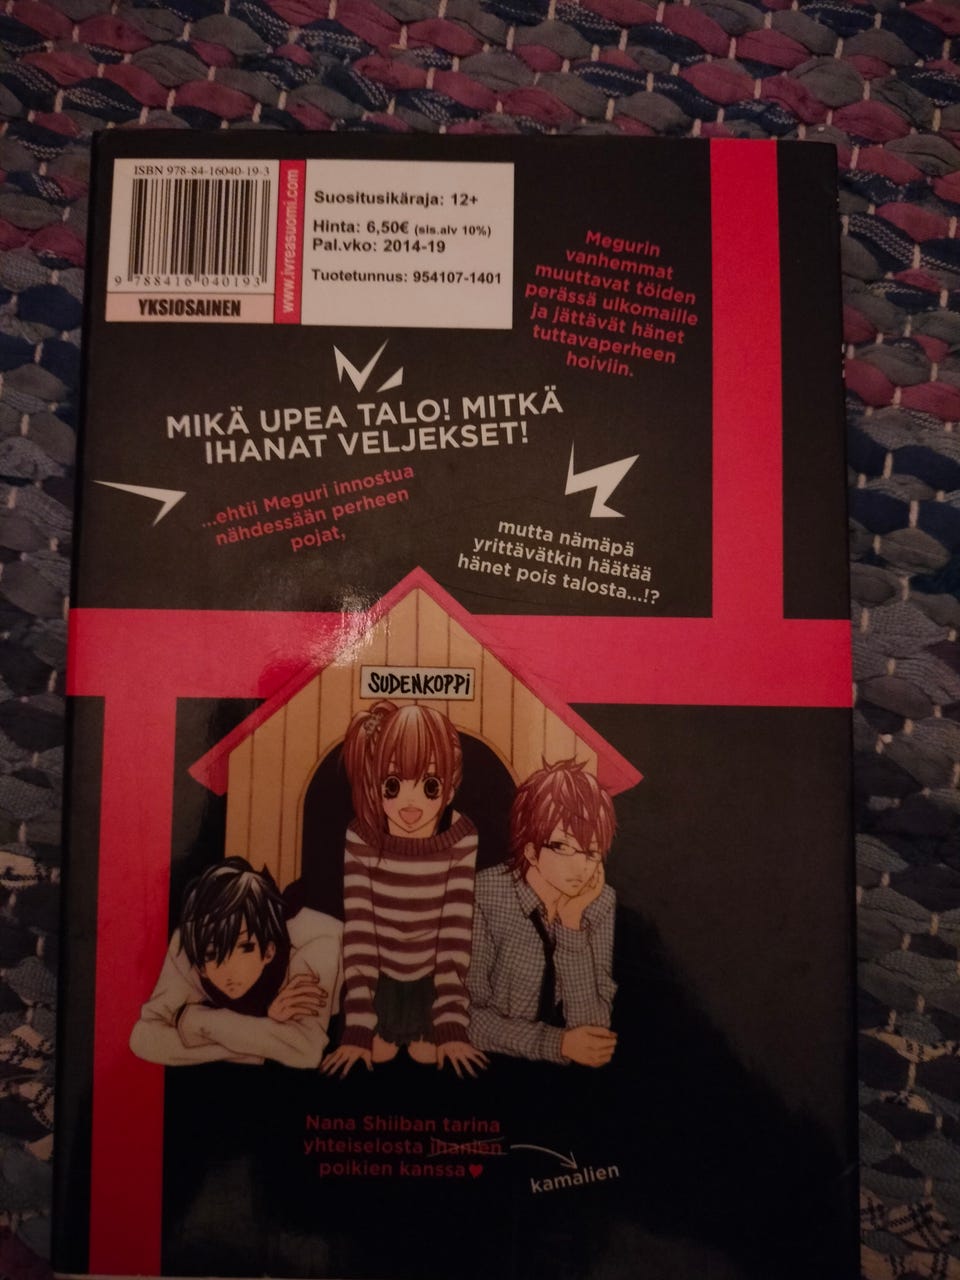 ISBN 978-84-16040-19-3
9 788416 040193
YKSIOSAINEN
www.ivreasuomi.com
Suositusikäraja: 12+
Hinta: 6,50€ (sis.alv 10%)
Pal.vko: 2014-19
Tuotetunnus: 954107-1401
Megurin
vanhemmat
muuttavat töiden
perässä ulkomaille
ja jättävät hänet
tuttavaperheen
hoiviin.
MIKÄ UPEA TALO! MITKÄ
IHANAT VELJEKSET!
...ehtii Meguri innostua
nähdessään perheen
pojat,
mutta nämäpä
yrittävätkin häätää
hänet pois talosta...!?
SUDENKOPPI
Nana Shiiban tarina
yhteiselosta ihanien
poikien kanssa♥
kamalien